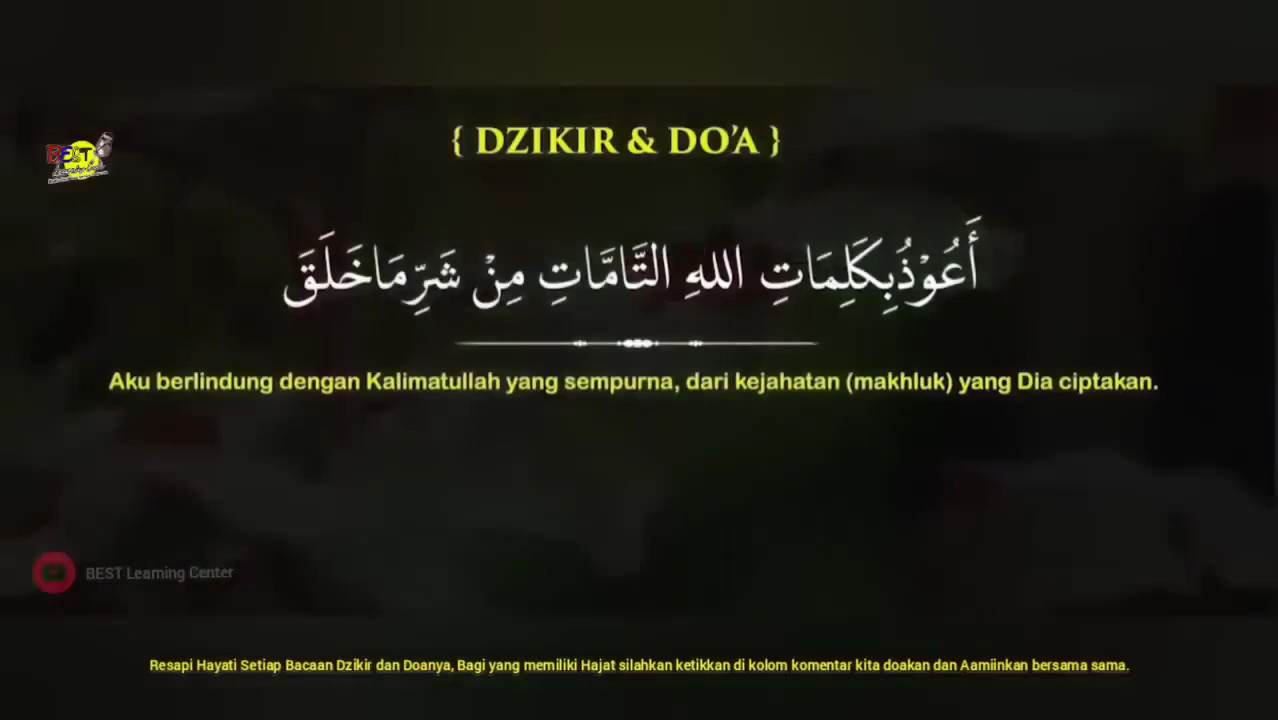 { DZIKIR & DO'A }
BEST
أَعُوْذُبِكَلِمَاتِ اللهِ التَّامَّاتِ مِنْ شَرِّمَاخَلَقَ
Aku berlindung dengan Kalimatullah yang sempurna, dari kejahatan (makhluk) yang Dia ciptakan.
BEST Learning Center
Resapi Hayati Setiap Bacaan Dzikir dan Doanya, Bagi yang memiliki Hajat silahkan ketikkan di kolom komentar kita doakan dan Aamiinkan bersama sama.